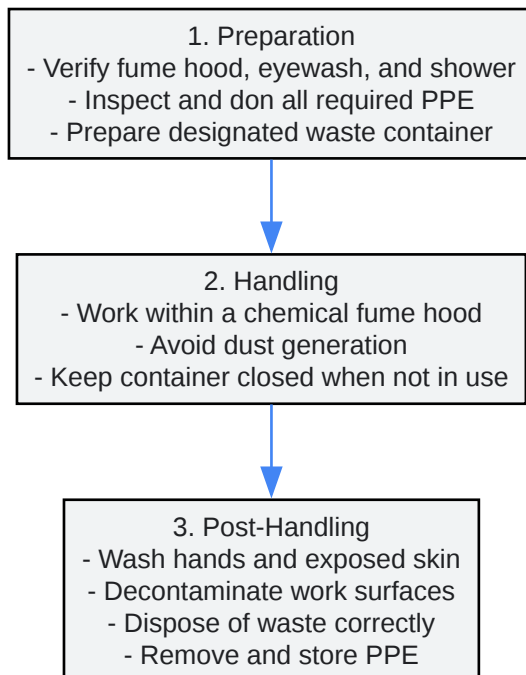 1. Preparation
- Verify fume hood, eyewash, and shower
- Inspect and don all required PPE
- Prepare designated waste container
2. Handling
- Work within a chemical fume hood
- Avoid dust generation
- Keep container closed when not in use
3. Post-Handling
- Wash hands and exposed skin
- Decontaminate work surfaces
- Dispose of waste correctly
- Remove and store PPE